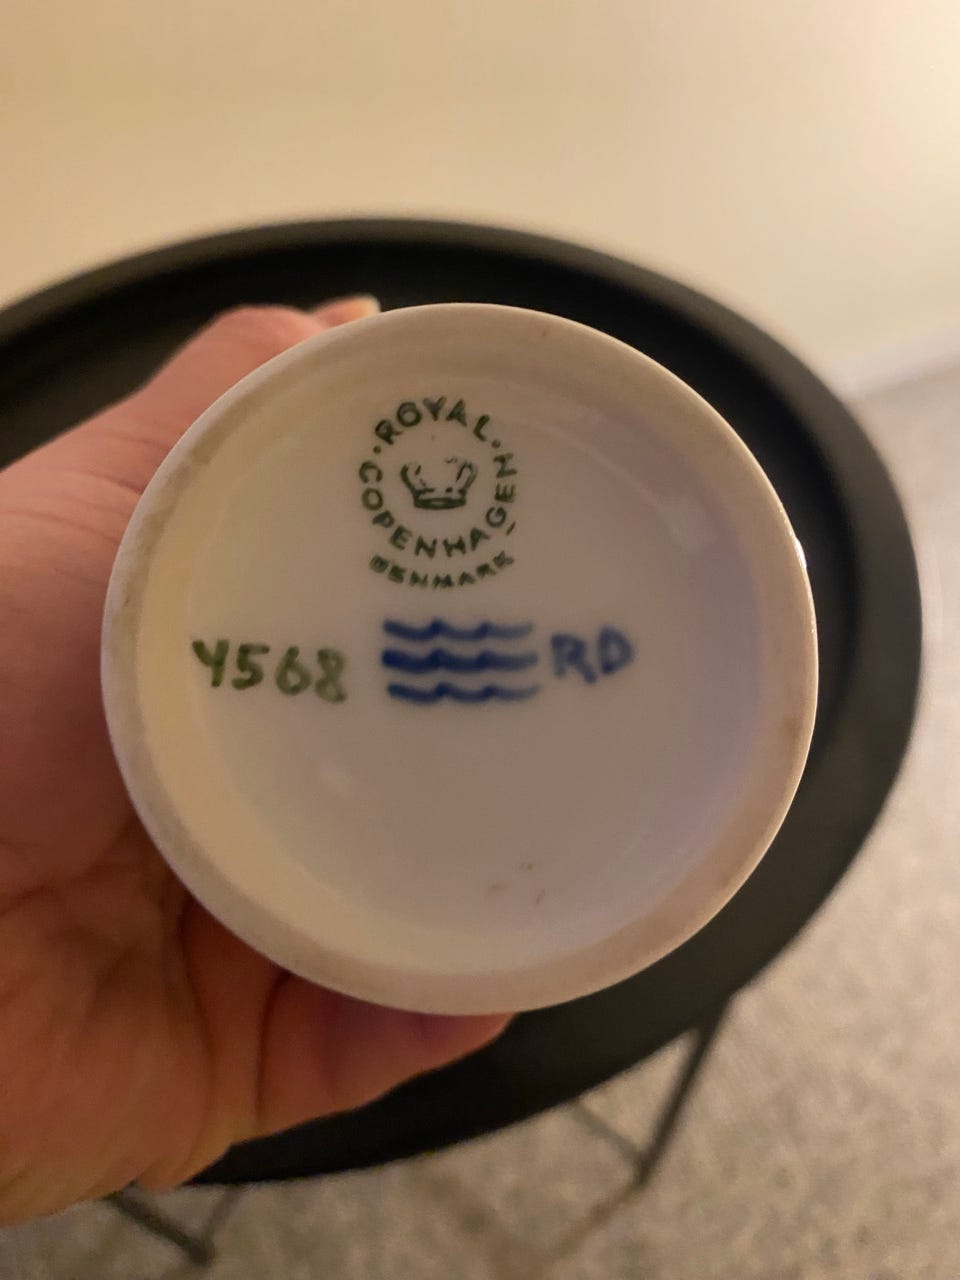 ROYAL
COPENHAGEN
DENMARK
4568 RD